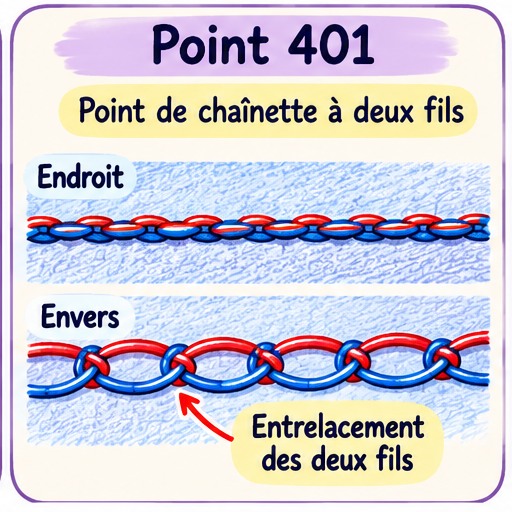 Point 401
Point de chaînette à deux fils
Endroit
Envers
Entrelacement
des deux fils